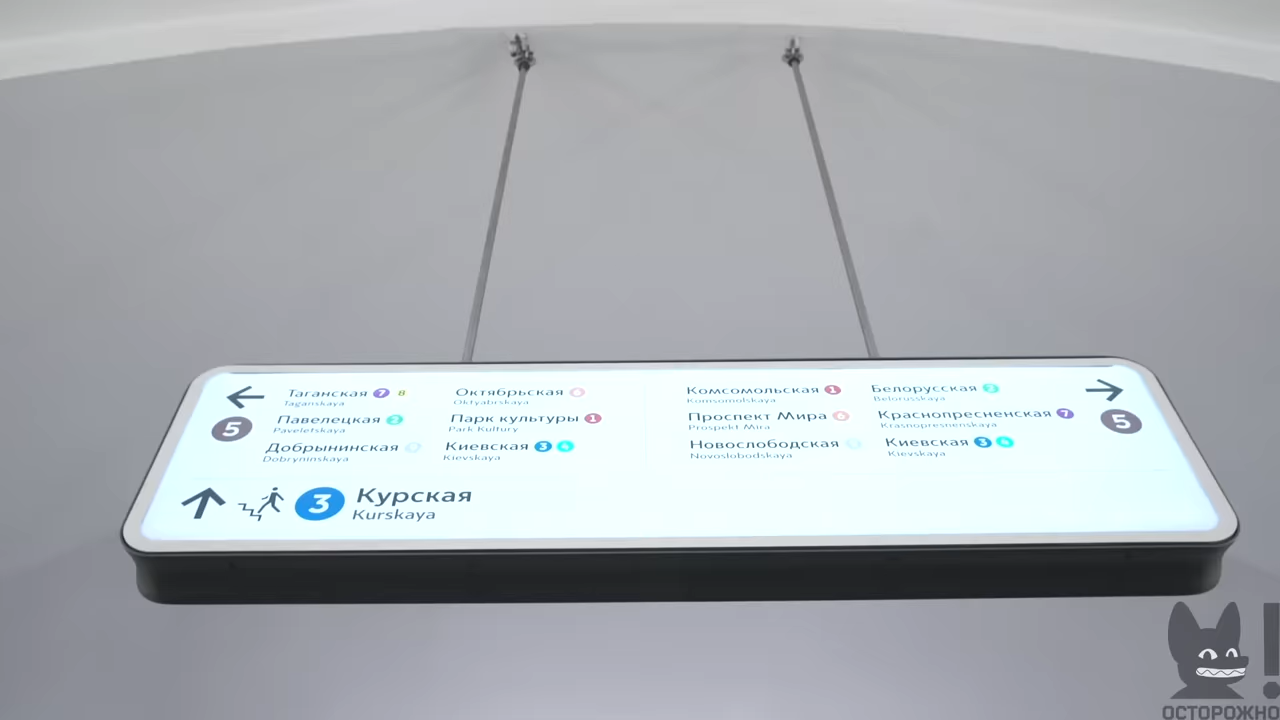 ← Таганская 7 8
Taganskaya
5 Павелецкая 2
Paveletskaya
Добрынинская 9
Dobryninskaya
Октябрьская 6
Oktyabrskaya
Парк культуры 1
Park Kultury
Киевская 3 4
Kievskaya
Комсомольская 1
Komsomolskaya
Проспект Мира 6
Prospekt Mira
Новослободская 9
Novoslobodskaya
Белорусская 2 →
Belorusskaya
Краснопресненская 7 5
Krasnopresnenskaya
Киевская 3 4
Kievskaya
↑ 3 Курская
Kurskaya
ОСТОРОЖНО!